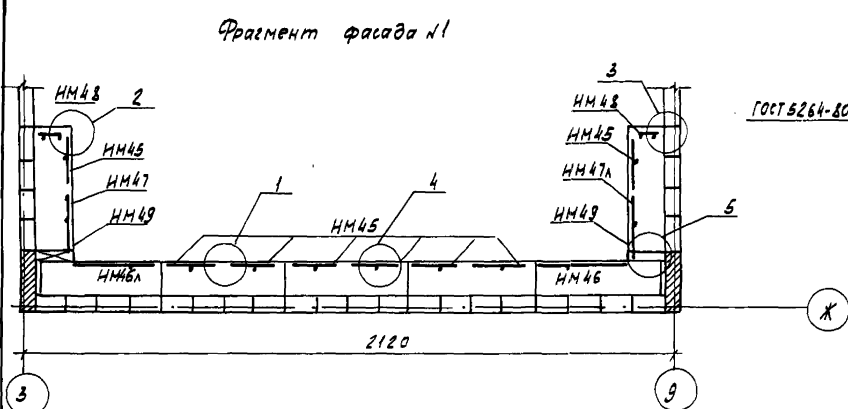 Фрагмент фасада №1
НМ48
2
НМ45
НМ47
НМ49
1
НМ45
4
3
НМ48
НМ45
НМ47л
НМ49
5
ГОСТ 5264-80
НМ46л
НМ46
Ж
2120
3
9